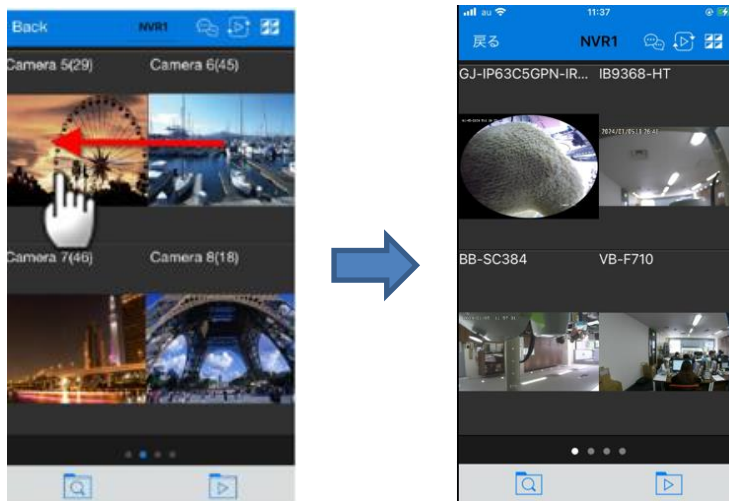 Back NVR1
Camera 5(29) Camera 6(45)
Camera 7(46) Camera 8(18)
au 11:37
戻る NVR1
GJ-IP63C5GPN-IR... IB9368-HT
BB-SC384 VB-F710